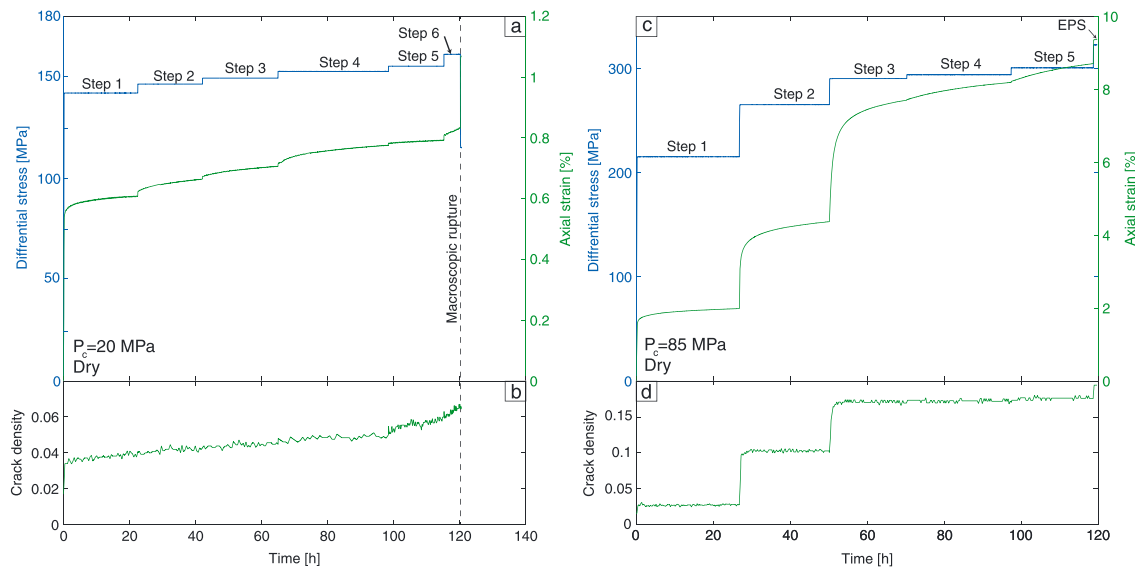 a
180
150
100
50
0
Diffrential stress [MPa]
1.2
1
0.8
0.6
0.4
0.2
0
Axial strain [%]
Step 1
Step 2
Step 3
Step 4
Step 5
Step 6
Macroscopic rupture
Pc=20 MPa
Dry
b
0.06
0.04
0.02
0
Crack density
0 20 40 60 80 100 120 140
Time [h]
c
300
200
100
0
Diffrential stress [MPa]
10
8
6
4
2
0
Axial strain [%]
Step 1
Step 2
Step 3
Step 4
Step 5
EPS
Pc=85 MPa
Dry
d
0.15
0.1
0.05
0
Crack density
0 20 40 60 80 100 120
Time [h]